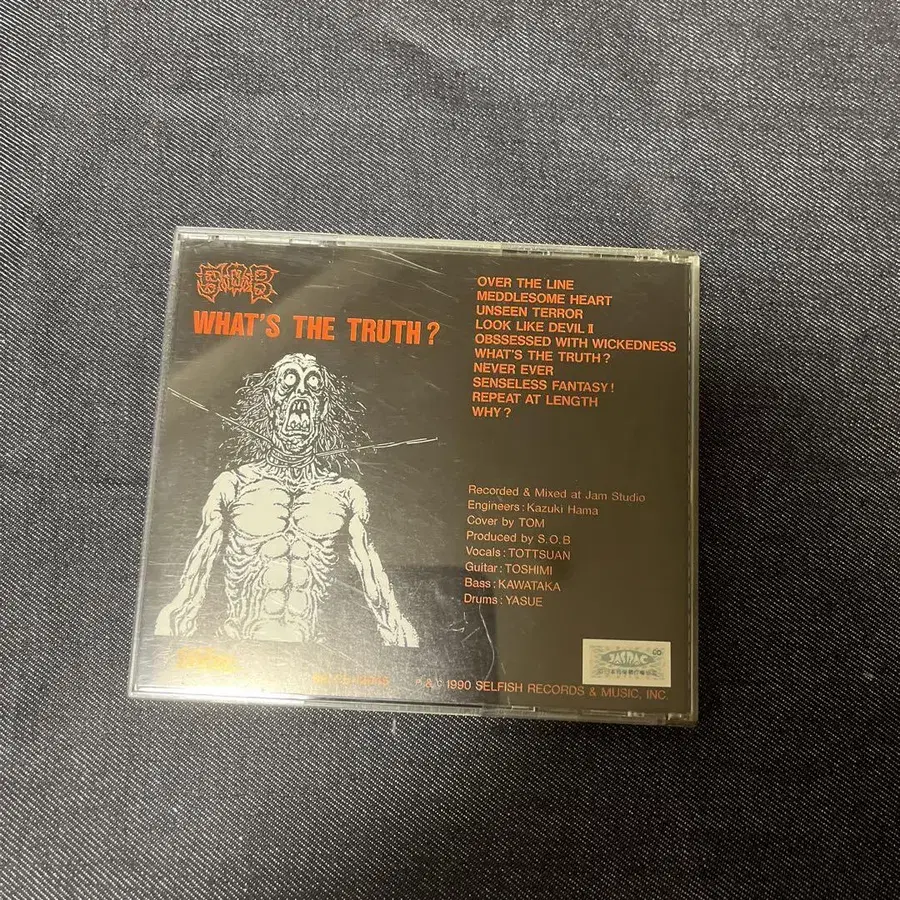 S.O.B
WHAT'S THE TRUTH?
OVER THE LINE
MEDDLESOME HEART
UNSEEN TERROR
LOOK LIKE DEVIL II
OBSSESSED WITH WICKEDNESS
WHAT'S THE TRUTH?
NEVER EVER
SENSELESS FANTASY!
REPEAT AT LENGTH
WHY?
Recorded & Mixed at Jam Studio
Engineers : Kazuki Hama
Cover by TOM
Produced by S.O.B
Vocals : TOTTSUAN
Guitar : TOSHIMI
Bass : KAWATAKA
Drums : YASUE
JASRAC
℗ & © 1990 SELFISH RECORDS & MUSIC, INC.